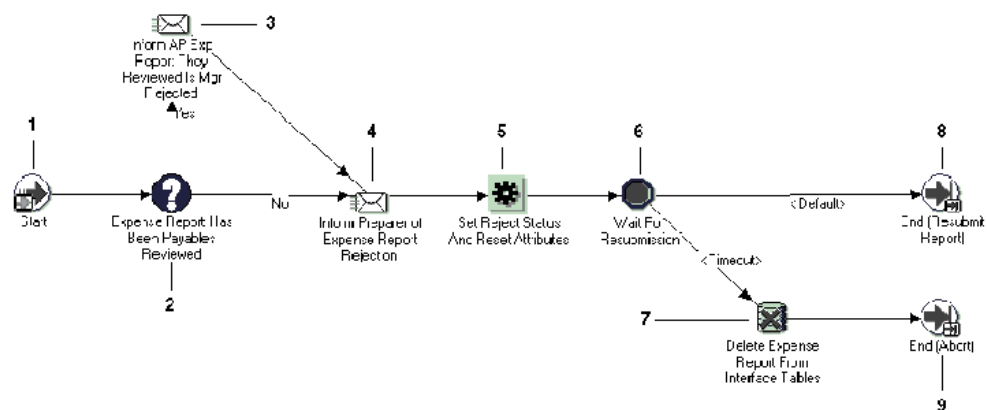 3
Inform AP Exp
Report They
Reviewed Is Mgr
Rejected
Yes
1
4
5
6
8
No
<Default>
Start
Expense Report Has
Been Payables
Reviewed
Inform Preparer of
Expense Report
Rejection
Set Reject Status
And Reset Attributes
Wait For
Resubmission
End (Resubmit
Report)
<Timeout>
2
7
Delete Expense
Report From
Interface Tables
End (Abort)
9